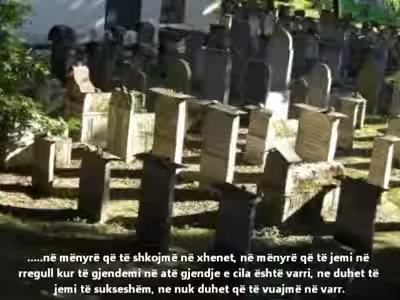 .....në mënyrë që të shkojmë në xhenet, në mënyrë që të jemi në
rregull kur të gjendemi në atë gjendje e cila është varri, ne duhet të
jemi të sukseshëm, ne nuk duhet që të vuajmë në varr.